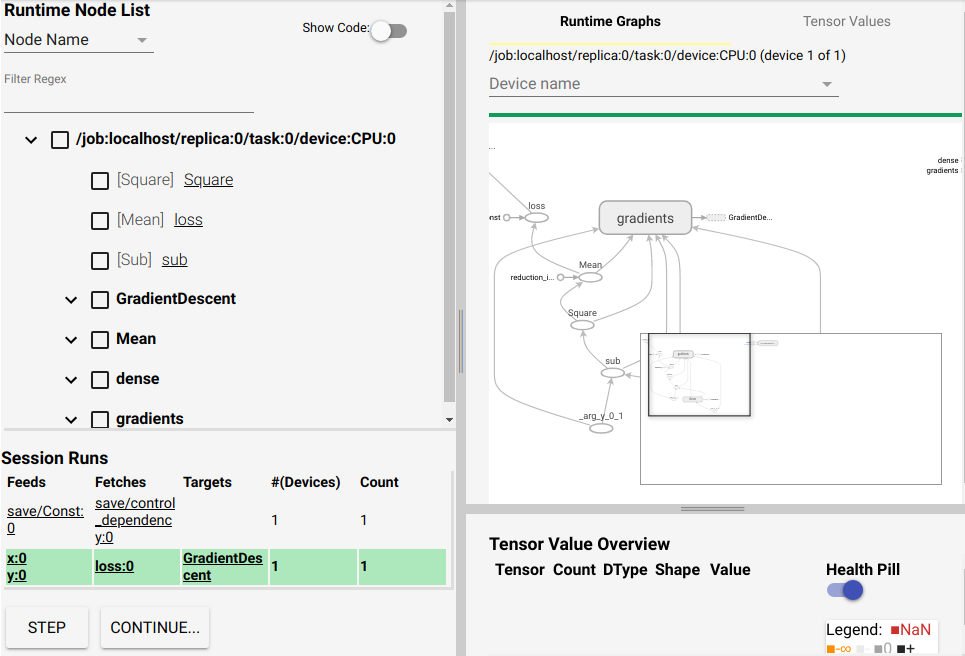 Runtime Node List
Node Name
Show Code:
Filter Regex
/job:localhost/replica:0/task:0/device:CPU:0
[Square] Square
[Mean] loss
[Sub] sub
GradientDescent
Mean
dense
gradients
Session Runs
Feeds Fetches Targets #(Devices) Count
save/Const:
0
save/control
_dependenc
y:0
1 1
x:0
y:0
loss:0
GradientDes
cent
1 1
STEP CONTINUE...
Runtime Graphs Tensor Values
/job:localhost/replica:0/task:0/device:CPU:0 (device 1 of 1)
Device name
...
dense
gradients
loss
nst
gradients
GradientDe...
Mean
reduction_i...
Square
sub
_arg_y_0_1
Tensor Value Overview
Tensor Count DType Shape Value
Health Pill
Legend: NaN
-∞ - 0 +